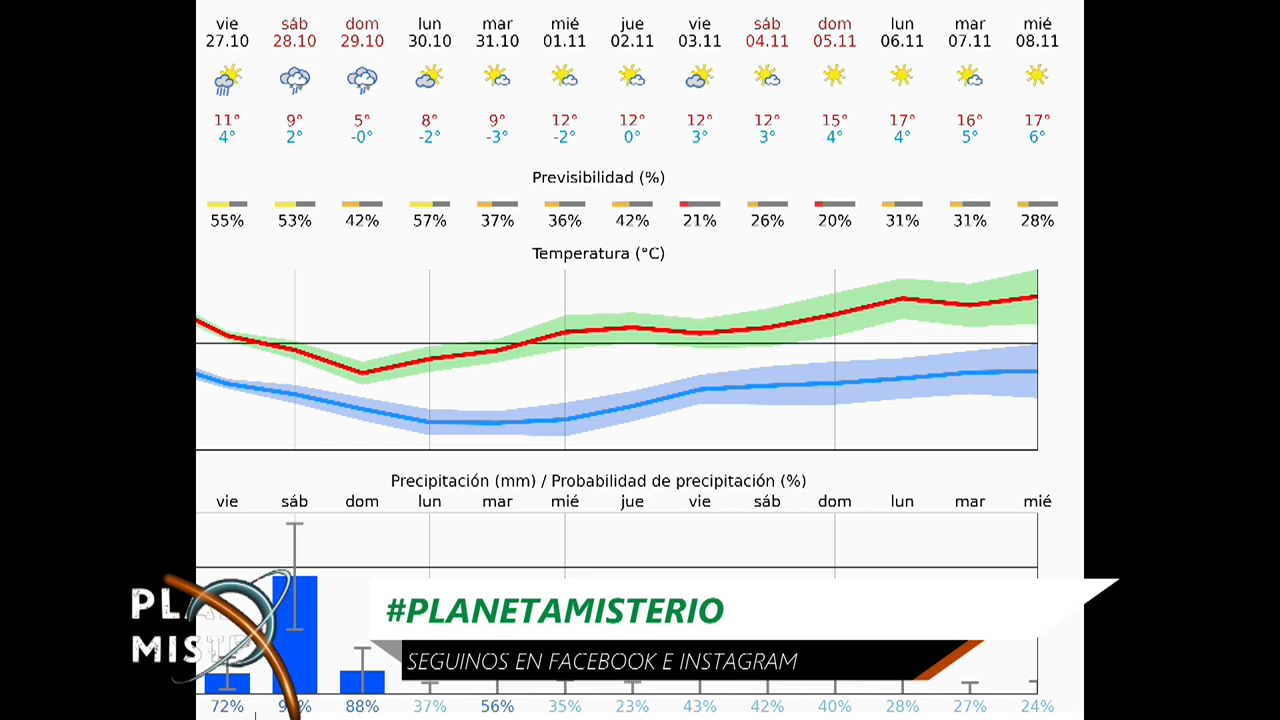 vie sáb dom lun mar mié jue vie sáb dom lun mar mié
27.10 28.10 29.10 30.10 31.10 01.11 02.11 03.11 04.11 05.11 06.11 07.11 08.11
11° 9° 5° 8° 9° 12° 12° 12° 12° 15° 17° 16° 17°
4° 2° -0° -2° -3° -2° 0° 3° 3° 4° 4° 5° 6°
Previsibilidad (%)
55% 53% 42% 57% 37% 36% 42% 21% 26% 20% 31% 31% 28%
Temperatura (°C)
Precipitación (mm) / Probabilidad de precipitación (%)
vie sáb dom lun mar mié jue vie sáb dom lun mar mié
#PLANETAMISTERIO
SEGUINOS EN FACEBOOK E INSTAGRAM
72% 88% 37% 56% 35% 23% 43% 42% 40% 28% 27% 24%